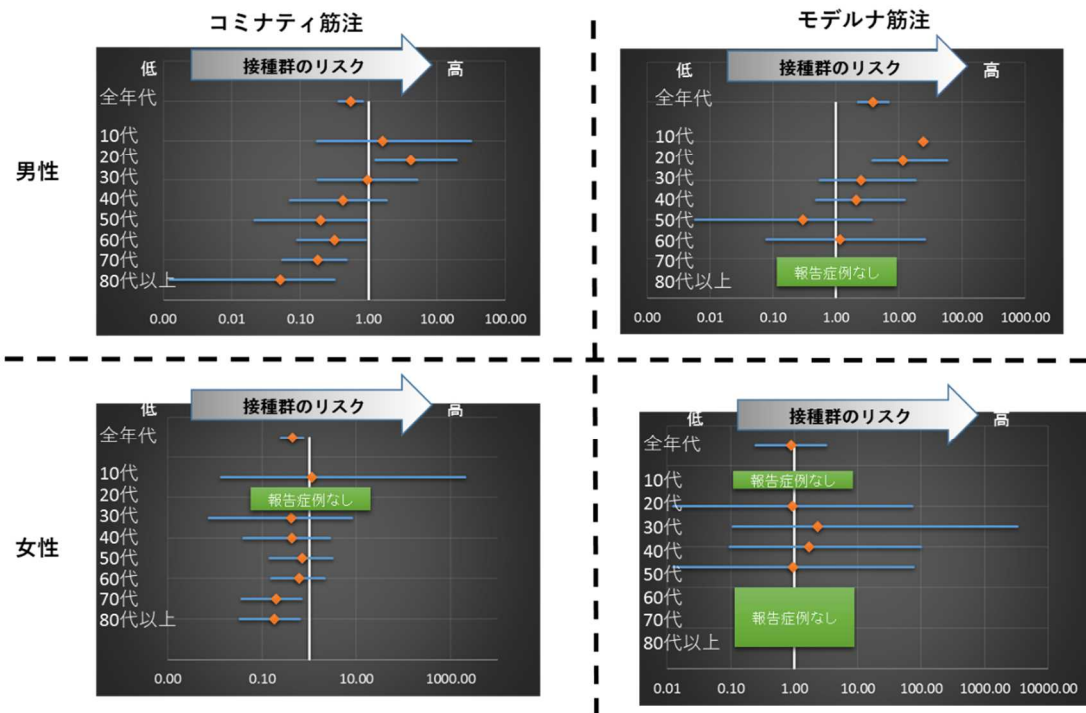 コミナティ筋注
モデルナ筋注
男性
女性
低
接種群のリスク
高
全年代
10代
20代
30代
40代
50代
60代
70代
80代以上
0.00
0.01
0.10
1.00
10.00
100.00
低
接種群のリスク
高
全年代
10代
20代
30代
40代
50代
60代
70代
80代以上
報告症例なし
0.00
0.01
0.10
1.00
10.00
100.00
1000.00
低
接種群のリスク
高
全年代
10代
20代
報告症例なし
30代
40代
50代
60代
70代
80代以上
0.00
0.10
10.00
1000.00
低
接種群のリスク
高
全年代
10代
報告症例なし
20代
30代
40代
50代
60代
70代
80代以上
報告症例なし
0.01
0.10
1.00
10.00
100.00
1000.00
10000.00